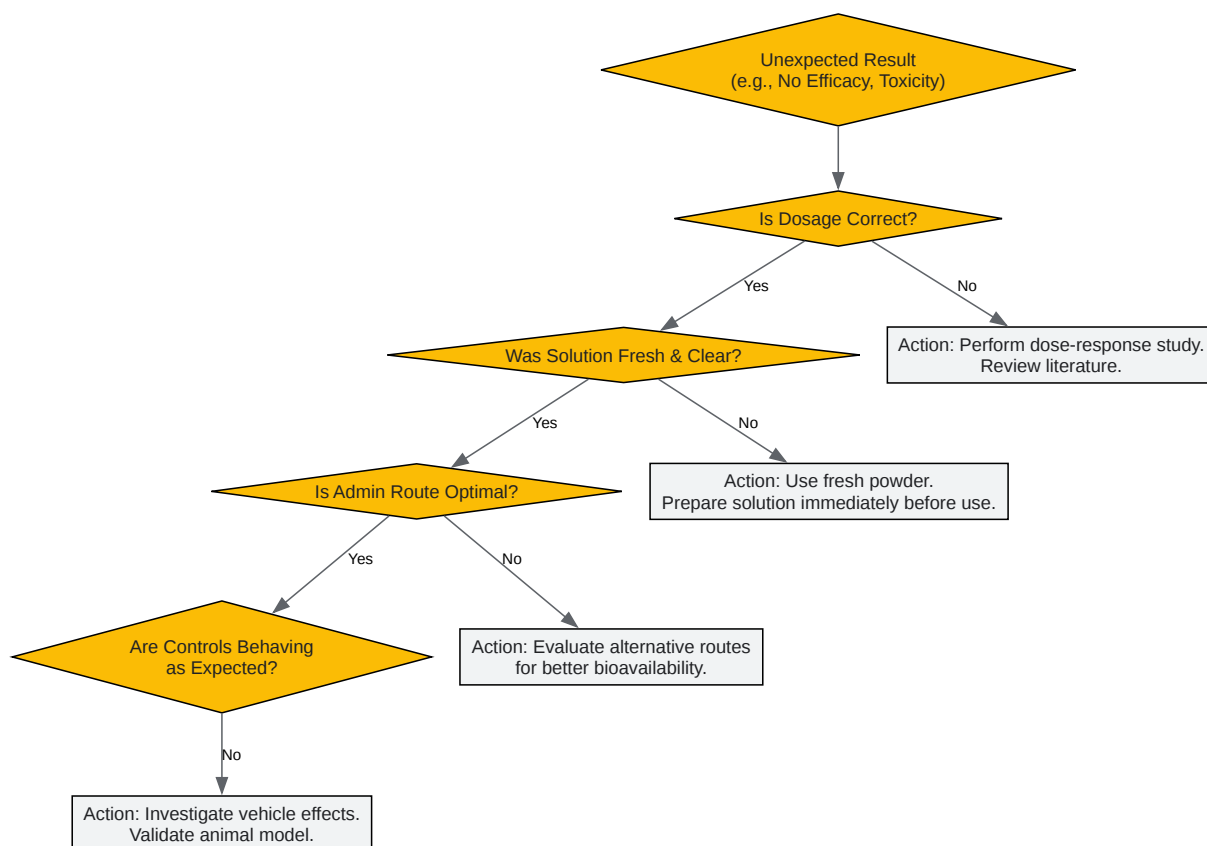 Unexpected Result
(e.g., No Efficacy, Toxicity)
Is Dosage Correct?
Yes
No
Was Solution Fresh & Clear?
Action: Perform dose-response study.
Review literature.
Yes
No
Is Admin Route Optimal?
Action: Use fresh powder.
Prepare solution immediately before use.
Yes
No
Are Controls Behaving
as Expected?
Action: Evaluate alternative routes
for better bioavailability.
No
Action: Investigate vehicle effects.
Validate animal model.